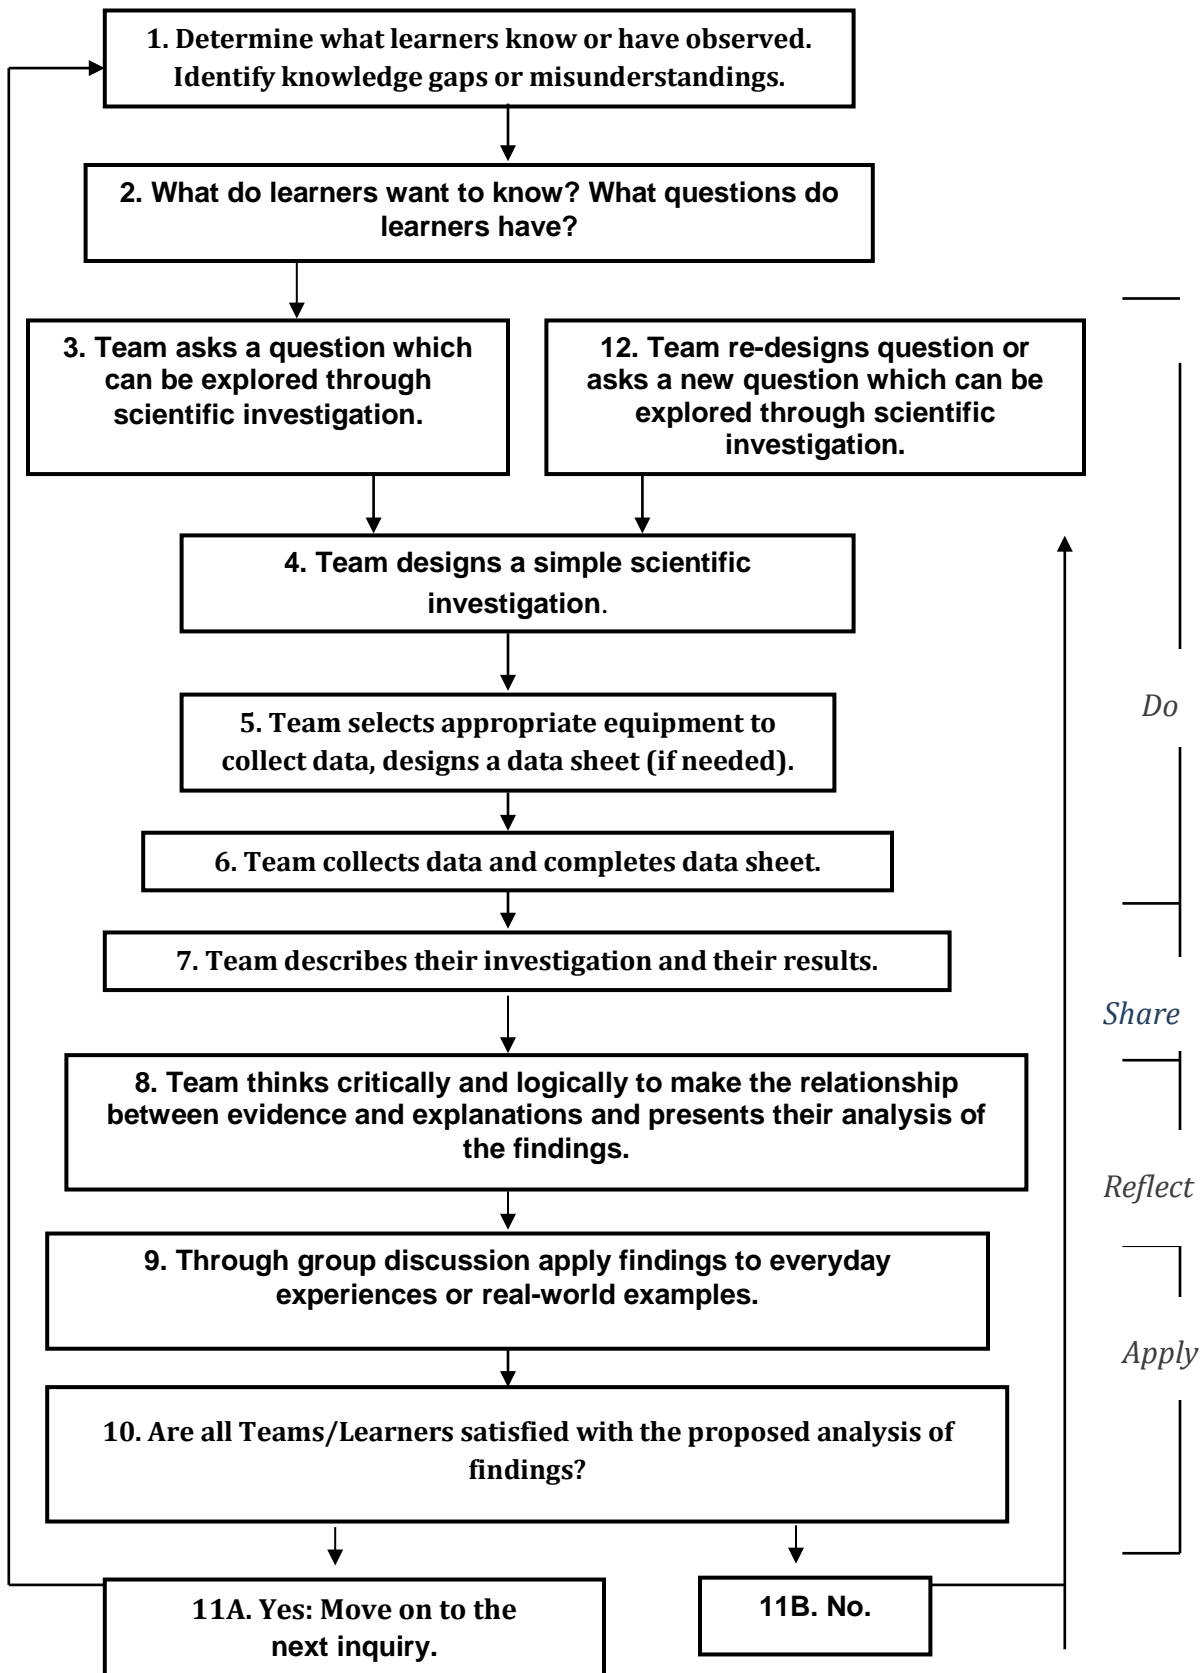 1. Determine what learners know or have observed.
Identify knowledge gaps or misunderstandings.
2. What do learners want to know? What questions do
learners have?
3. Team asks a question which
can be explored through
scientific investigation.
12. Team re-designs question or
asks a new question which can be
explored through scientific
investigation.
4. Team designs a simple scientific
investigation.
5. Team selects appropriate equipment to
collect data, designs a data sheet (if needed).
Do
6. Team collects data and completes data sheet.
7. Team describes their investigation and their results.
Share
8. Team thinks critically and logically to make the relationship
between evidence and explanations and presents their analysis of
the findings.
Reflect
9. Through group discussion apply findings to everyday
experiences or real-world examples.
Apply
10. Are all Teams/Learners satisfied with the proposed analysis of
findings?
11A. Yes: Move on to the
next inquiry.
11B. No.